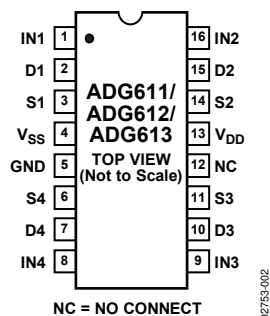 IN1 1 16 IN2
D1 2 15 D2
S1 3 ADG611/ 14 S2
VSS 4 ADG612/ 13 VDD
GND 5 ADG613 12 NC
TOP VIEW
S4 6 (Not to Scale) 11 S3
D4 7 10 D3
IN4 8 9 IN3
NC = NO CONNECT
02753-002